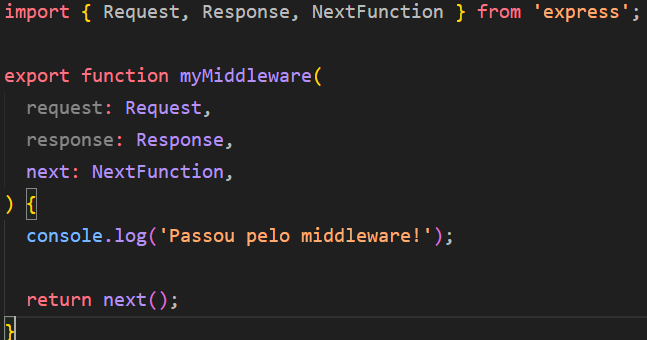 import { Request, Response, NextFunction } from 'express';
export function myMiddleware(
request: Request,
response: Response,
next: NextFunction,
) {
console.log('Passou pelo middleware!');
return next();
}